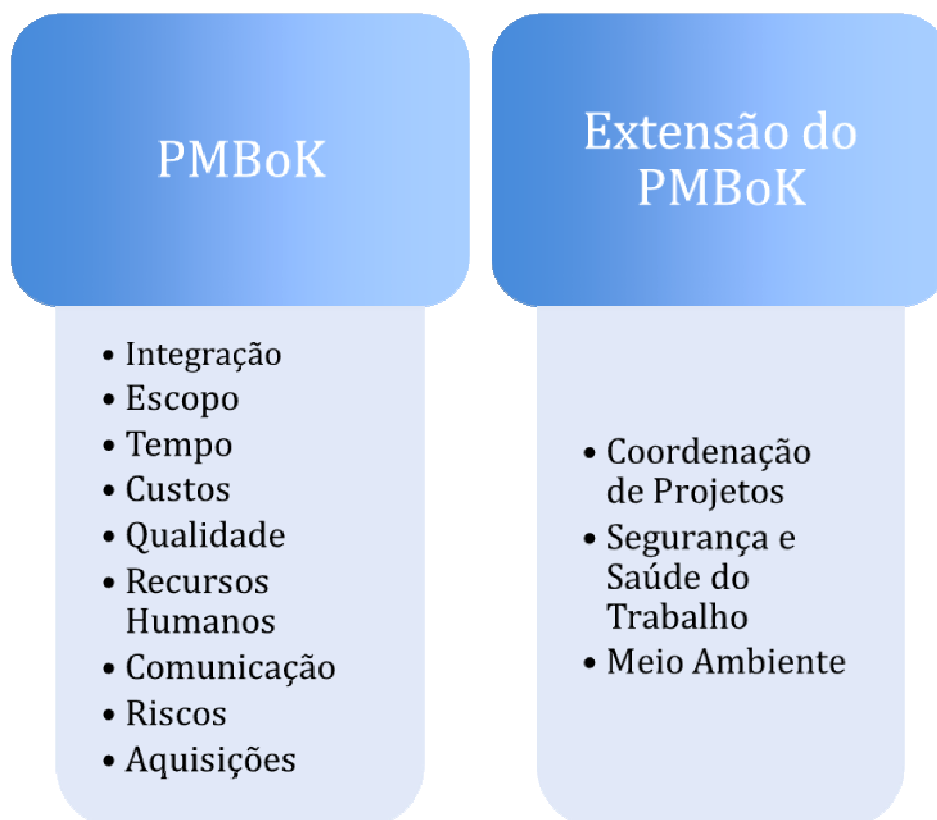 PMBoK
• Integração
• Escopo
• Tempo
• Custos
• Qualidade
• Recursos
Humanos
• Comunicação
• Riscos
• Aquisições
Extensão do
PMBoK
• Coordenação
de Projetos
• Segurança e
Saúde do
Trabalho
• Meio Ambiente